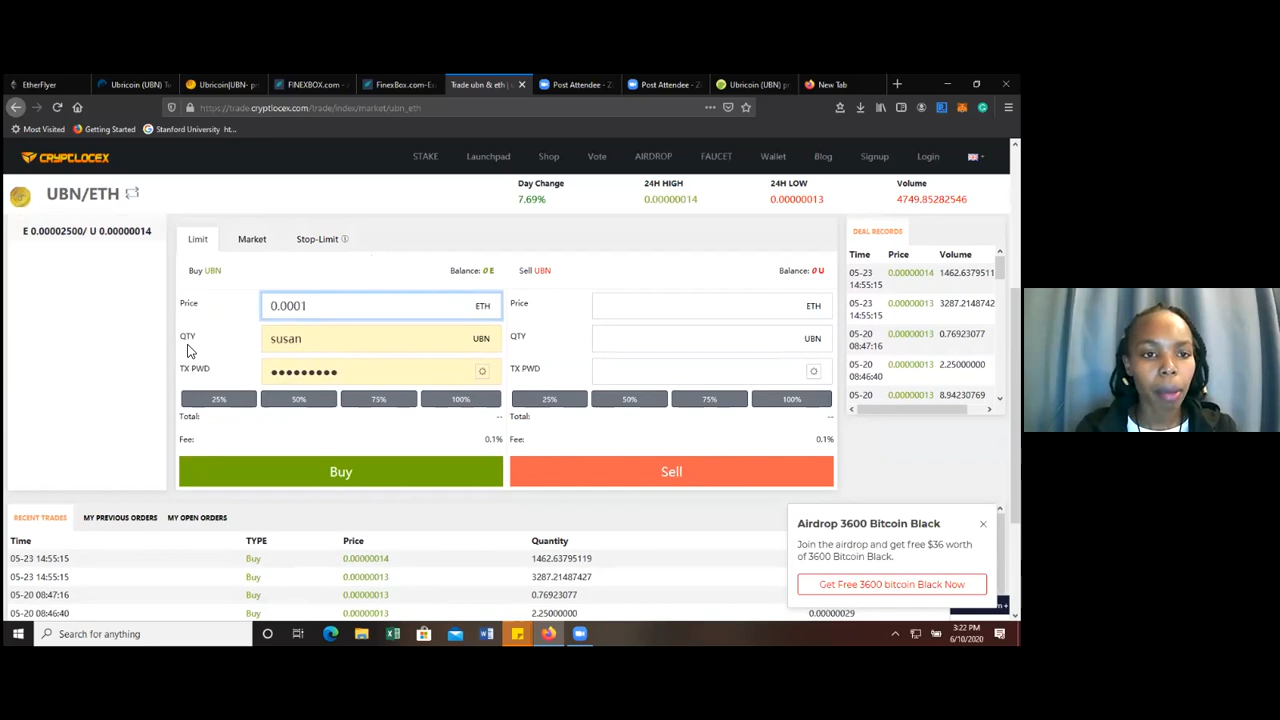 EtherFlyer
Ubricoin (UBN) T
Ubricoin|UBN- pr
FINEXBOX.com -
FinexBox.com-E
Trade ubn & eth |
Post Attendee - Z
Post Attendee - Z
Ubricoin (UBN) pr
New Tab
https://trade.cryptlocex.com/trade/index/market/ubn_eth
Most Visited
Getting Started
Stanford University ht...
CRYPTLOCEX
STAKE
Launchpad
Shop
Vote
AIRDROP
FAUCET
Wallet
Blog
Signup
Login
UBN/ETH
Day Change
7.69%
24H HIGH
0.00000014
24H LOW
0.00000013
Volume
4749.85282546
E 0.00002500/ U 0.00000014
Limit
Market
Stop-Limit
Buy UBN
Balance: 0 E
Price
0.0001
ETH
QTY
susan
UBN
TX PWD
25%
50%
75%
100%
Total:
--
Fee:
0.1%
Buy
Sell UBN
Balance: 0 U
Price
ETH
QTY
UBN
TX PWD
25%
50%
75%
100%
Total:
--
Fee:
0.1%
Sell
DEAL RECORDS
Time Price Volume
05-23 14:55:15 0.00000014 1462.6379511
05-23 14:55:15 0.00000013 3287.2148742
05-20 08:47:16 0.00000013 0.76923077
05-20 08:46:40 0.00000013 2.25000000
05-20 0.00000013 8.94230769
RECENT TRADES
MY PREVIOUS ORDERS
MY OPEN ORDERS
Time TYPE Price Quantity
05-23 14:55:15 Buy 0.00000014 1462.63795119
05-23 14:55:15 Buy 0.00000013 3287.21487427
05-20 08:47:16 Buy 0.00000013 0.76923077
05-20 08:46:40 Buy 0.00000013 2.25000000 0.00000029
Airdrop 3600 Bitcoin Black
Join the airdrop and get free $36 worth
of 3600 Bitcoin Black.
Get Free 3600 bitcoin Black Now
Search for anything
3:22 PM
6/10/2020